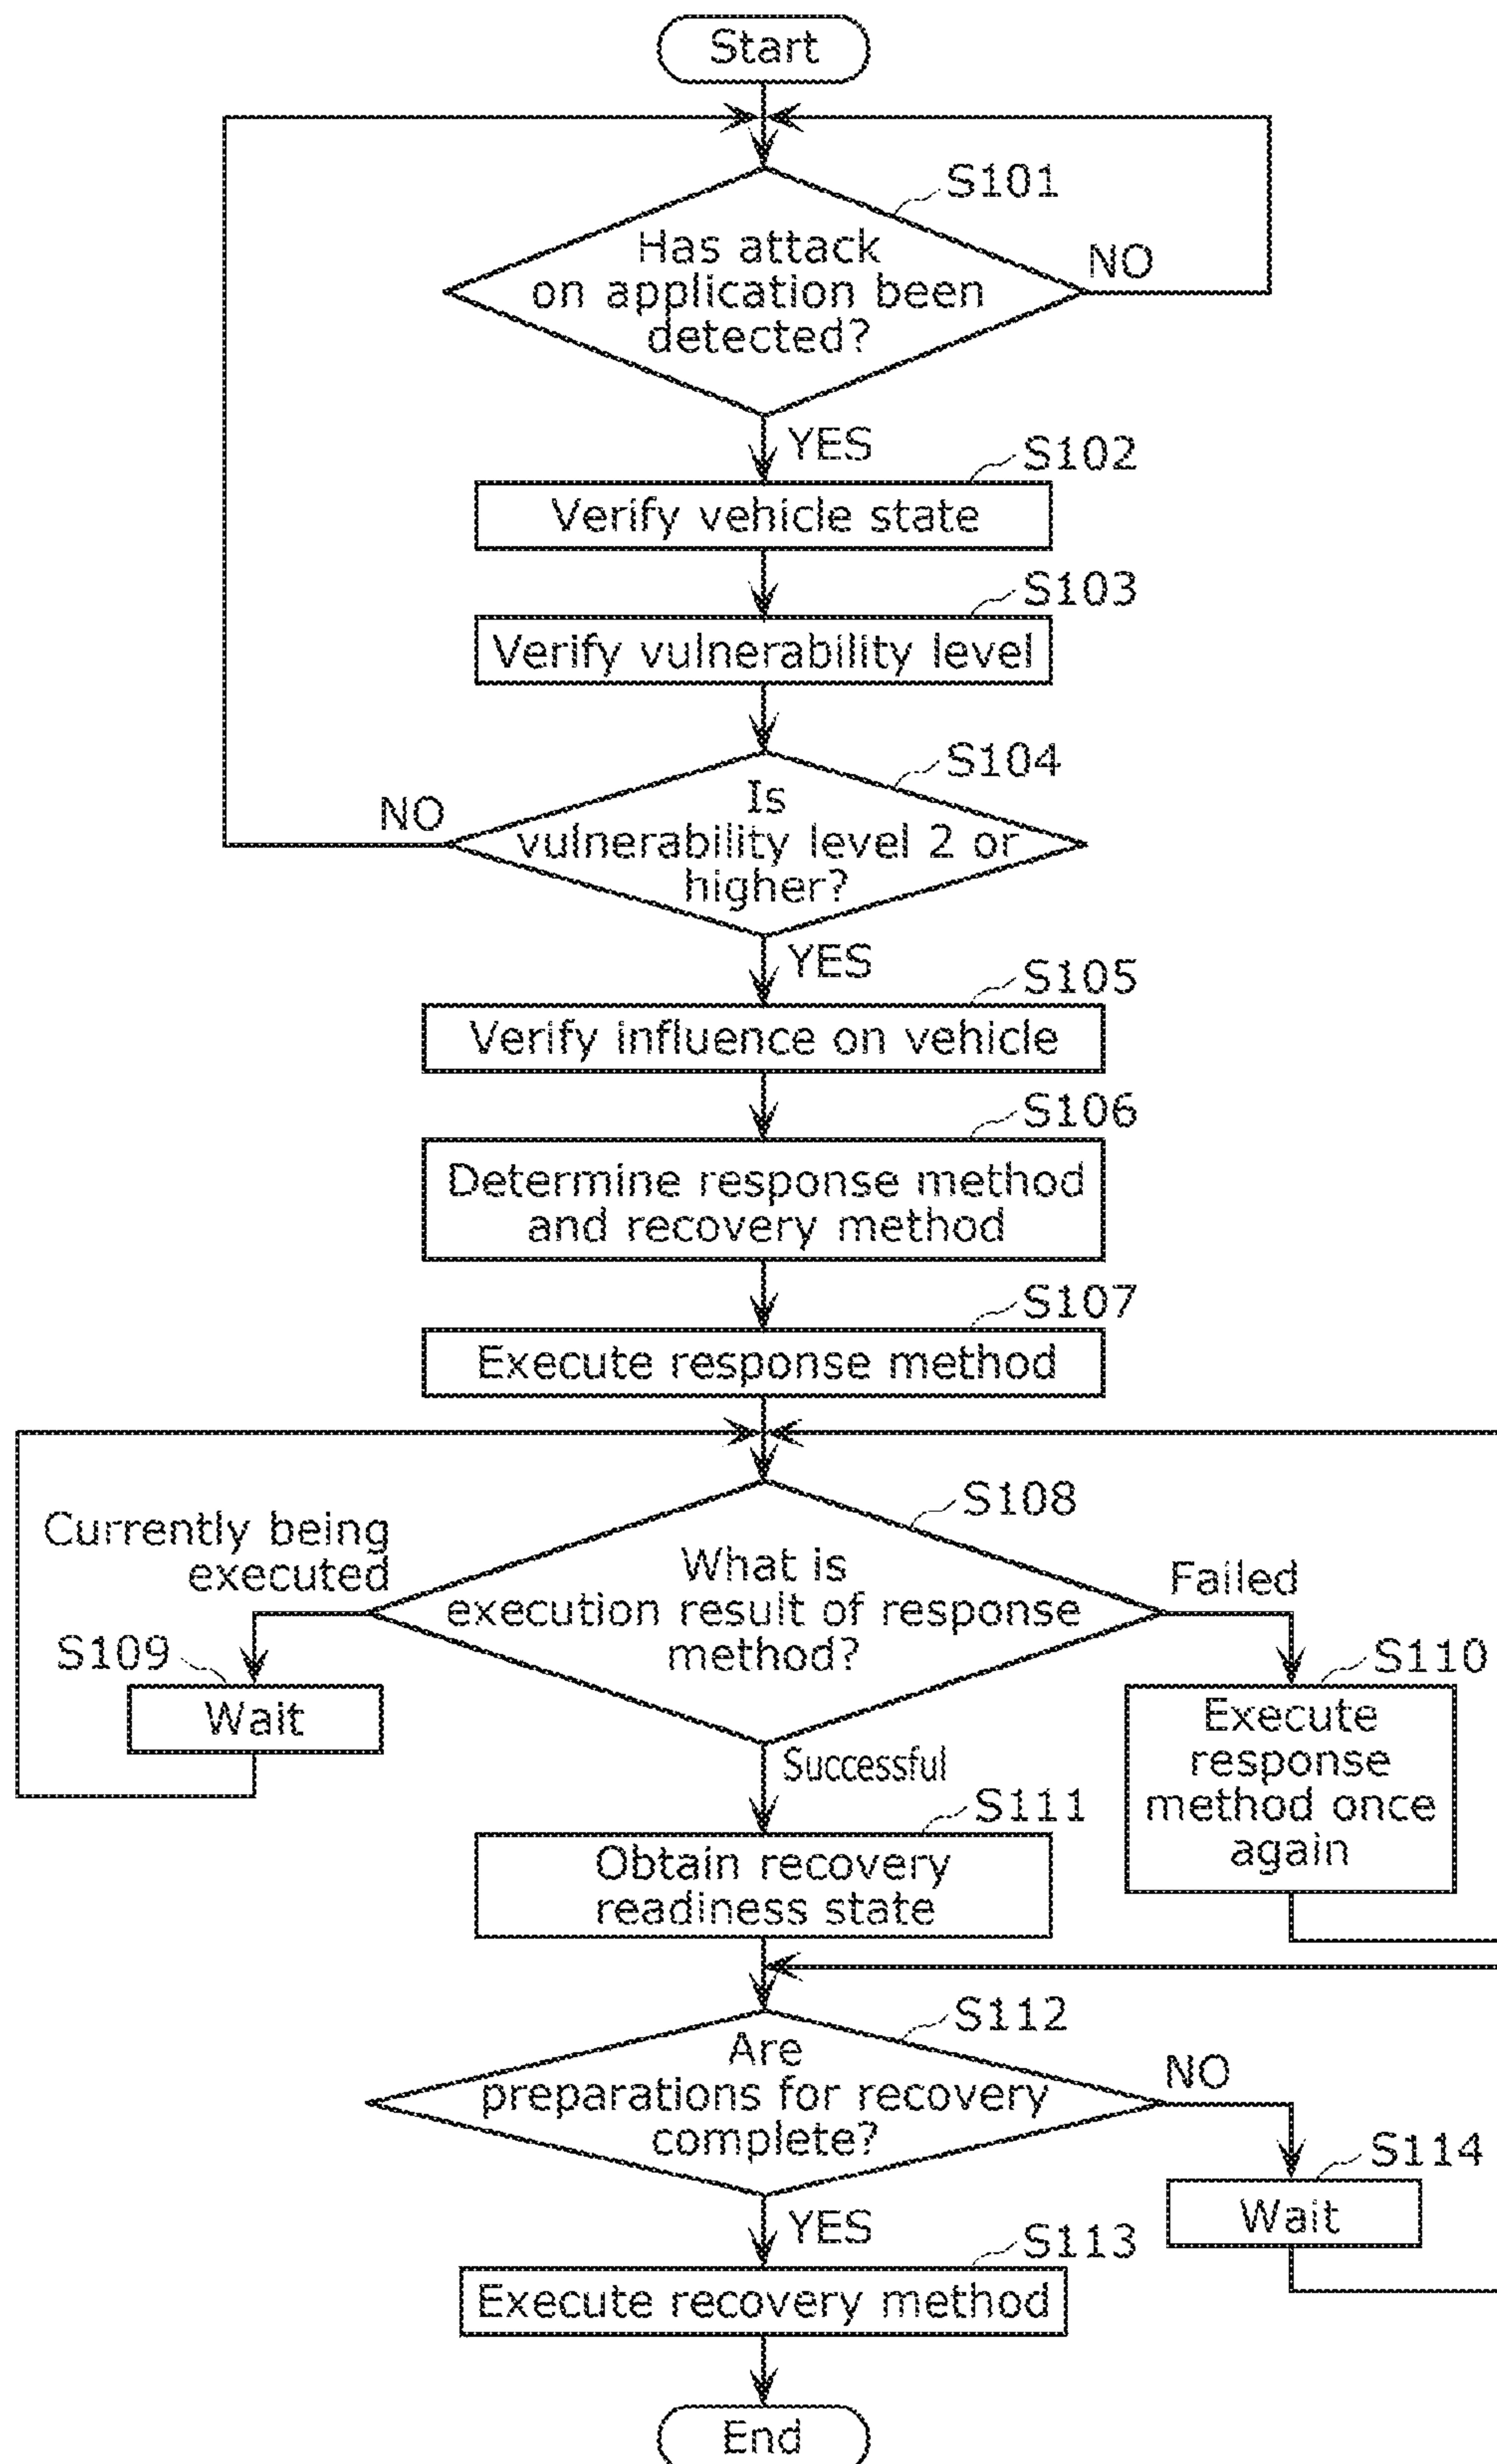 Start
S101
Has attack
on application been
detected?
NO
YES
S102
Verify vehicle state
S103
Verify vulnerability level
S104
Is
vulnerability level 2 or
higher?
NO
YES
S105
Verify influence on vehicle
S106
Determine response method
and recovery method
S107
Execute response method
S108
What is
execution result of response
method?
Currently being
executed
Failed
S109
Wait
S110
Execute
response
method once
again
Successful
S111
Obtain recovery
readiness state
S112
Are
preparations for recovery
complete?
NO
S114
Wait
YES
S113
Execute recovery method
End